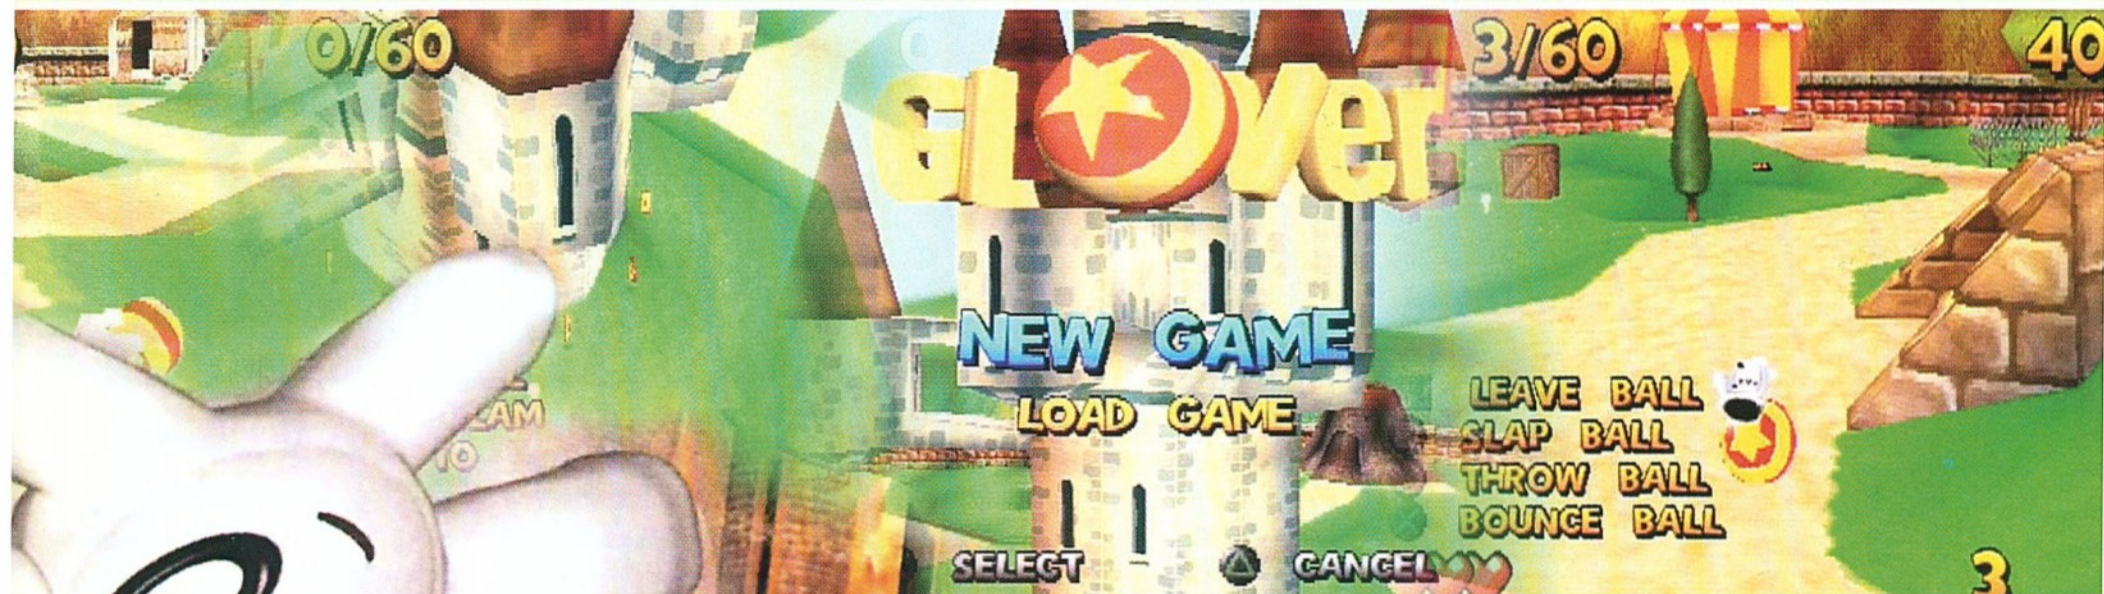 0/60
GLOver
3/60
40
NEW GAME
LOAD GAME
LEAVE BALL
SLAP BALL
THROW BALL
BOUNCE BALL
TO
SELECT
CANCEL
3